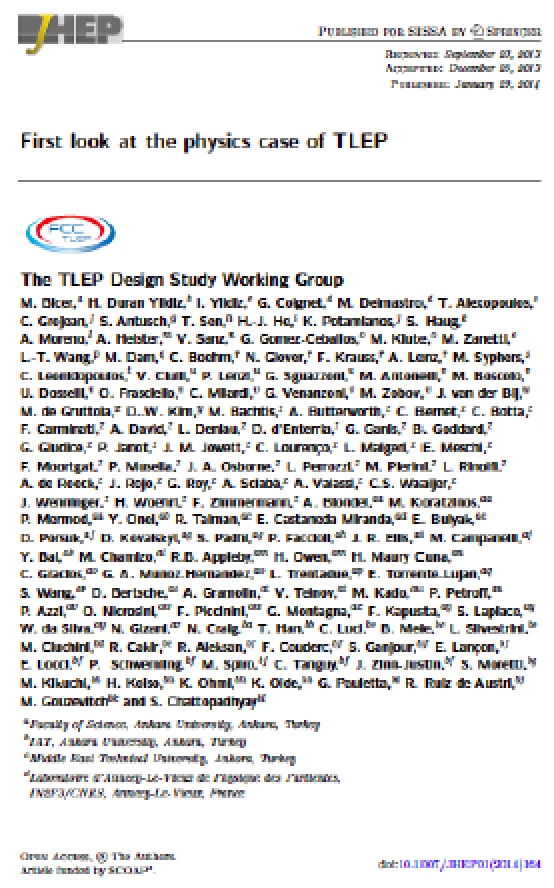 JHEP
PUBLISHED FOR SISSA BY SPRINGER
RECEIVED: September 27, 2013
ACCEPTED: December 26, 2013
PUBLISHED: January 29, 2014
First look at the physics case of TLEP
FCC
TLEP
The TLEP Design Study Working Group
M. Bicer, H. Duran Yildiz, I. Yildiz, G. Coignet, M. Delmastro, T. Alexopoulos,
C. Grojean, S. Antusch, T. Sen, H.-J. He, K. Potamianos, S. Haug,
A. Moreno, A. Heister, V. Sanz, G. Gomez-Ceballos, M. Klute, M. Zanetti,
L.-T. Wang, M. Dam, C. Boehm, N. Glover, F. Krauss, A. Lenz, M. Syphers,
C. Leonidopoulos, V. Ciulli, P. Lenzi, G. Sguazzoni, M. Antonelli, M. Boscolo,
U. Dosselli, O. Frasciello, C. Milardi, G. Venanzoni, M. Zobov, J. van der Bij,
M. de Gruttola, D.-W. Kim, M. Bachtis, A. Butterworth, C. Bernet, C. Botta,
F. Carminati, A. David, L. Deniau, D. d'Enterria, G. Ganis, B. Goddard,
G. Giudice, P. Janot, J. M. Jowett, C. Lourenço, L. Malgeri, E. Meschi,
F. Moortgat, P. Musella, J. A. Osborne, L. Perrozzi, M. Pierini, L. Rinolfi,
A. de Roeck, J. Rojo, G. Roy, A. Sciabà, A. Valassi, C.S. Waaijer,
J. Wenninger, H. Woehri, F. Zimmermann, A. Blondel, M. Koratzinos,
P. Mermod, Y. Onel, R. Talman, E. Castaneda Miranda, E. Bulyak,
D. Porsuk, D. Kovalskyi, S. Padhi, P. Faccioli, J. R. Ellis, M. Campanelli,
Y. Bai, M. Chamizo, R.B. Appleby, H. Owen, H. Maury Cuna,
C. Gracios, G. A. Munoz-Hernandez, L. Trentadue, E. Torrente-Lujan,
S. Wang, D. Bertsche, A. Gramolin, V. Telnov, M. Kado, P. Petroff,
P. Azzi, O. Nicrosini, F. Piccinini, G. Montagna, F. Kapusta, S. Laplace,
W. da Silva, N. Gizani, N. Craig, T. Han, C. Luci, B. Mele, L. Silvestrini,
M. Ciuchini, R. Cakir, R. Aleksan, F. Couderc, S. Ganjour, E. Lançon,
E. Locci, P. Schwemling, M. Spiro, C. Tanguy, J. Zinn-Justin, S. Moretti,
M. Kikuchi, H. Koiso, K. Ohmi, K. Oide, G. Pauletta, R. Ruiz de Austri,
M. Gouzevitch and S. Chattopadhyay
aFaculty of Science, Ankara University, Ankara, Turkey
bIAT, Ankara University, Ankara, Turkey
cMiddle East Technical University, Ankara, Turkey
dLaboratoire d'Annecy-Le-Vieux de Physique des Particules,
IN2P3/CNRS, Annecy-Le-Vieux, France
OPEN ACCESS, © The Authors.
Article funded by SCOAP3.
doi:10.1007/JHEP01(2014)164